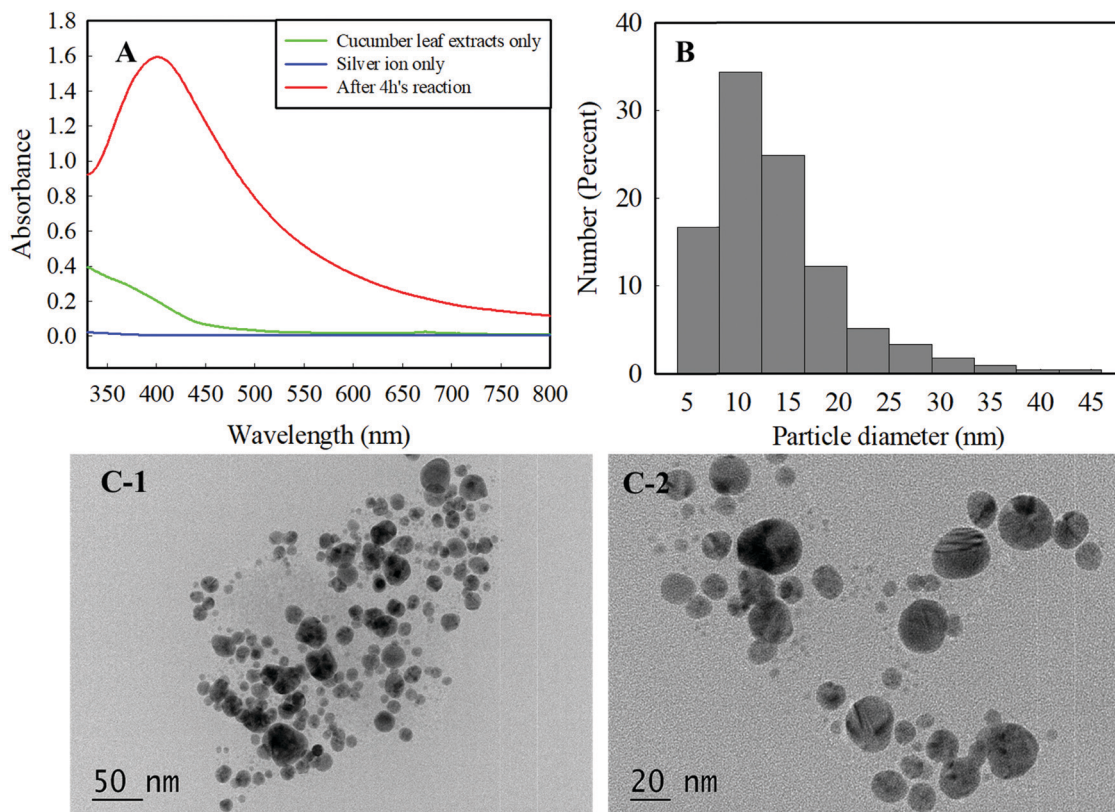 A
1.8
1.6
1.4
1.2
1.0
0.8
0.6
0.4
0.2
0.0
Absorbance
Cucumber leaf extracts only
Silver ion only
After 4h's reaction
350 400 450 500 550 600 650 700 750 800
Wavelength (nm)
B
40
30
20
10
0
Number (Percent)
5 10 15 20 25 30 35 40 45
Particle diameter (nm)
C-1
50 nm
C-2
20 nm